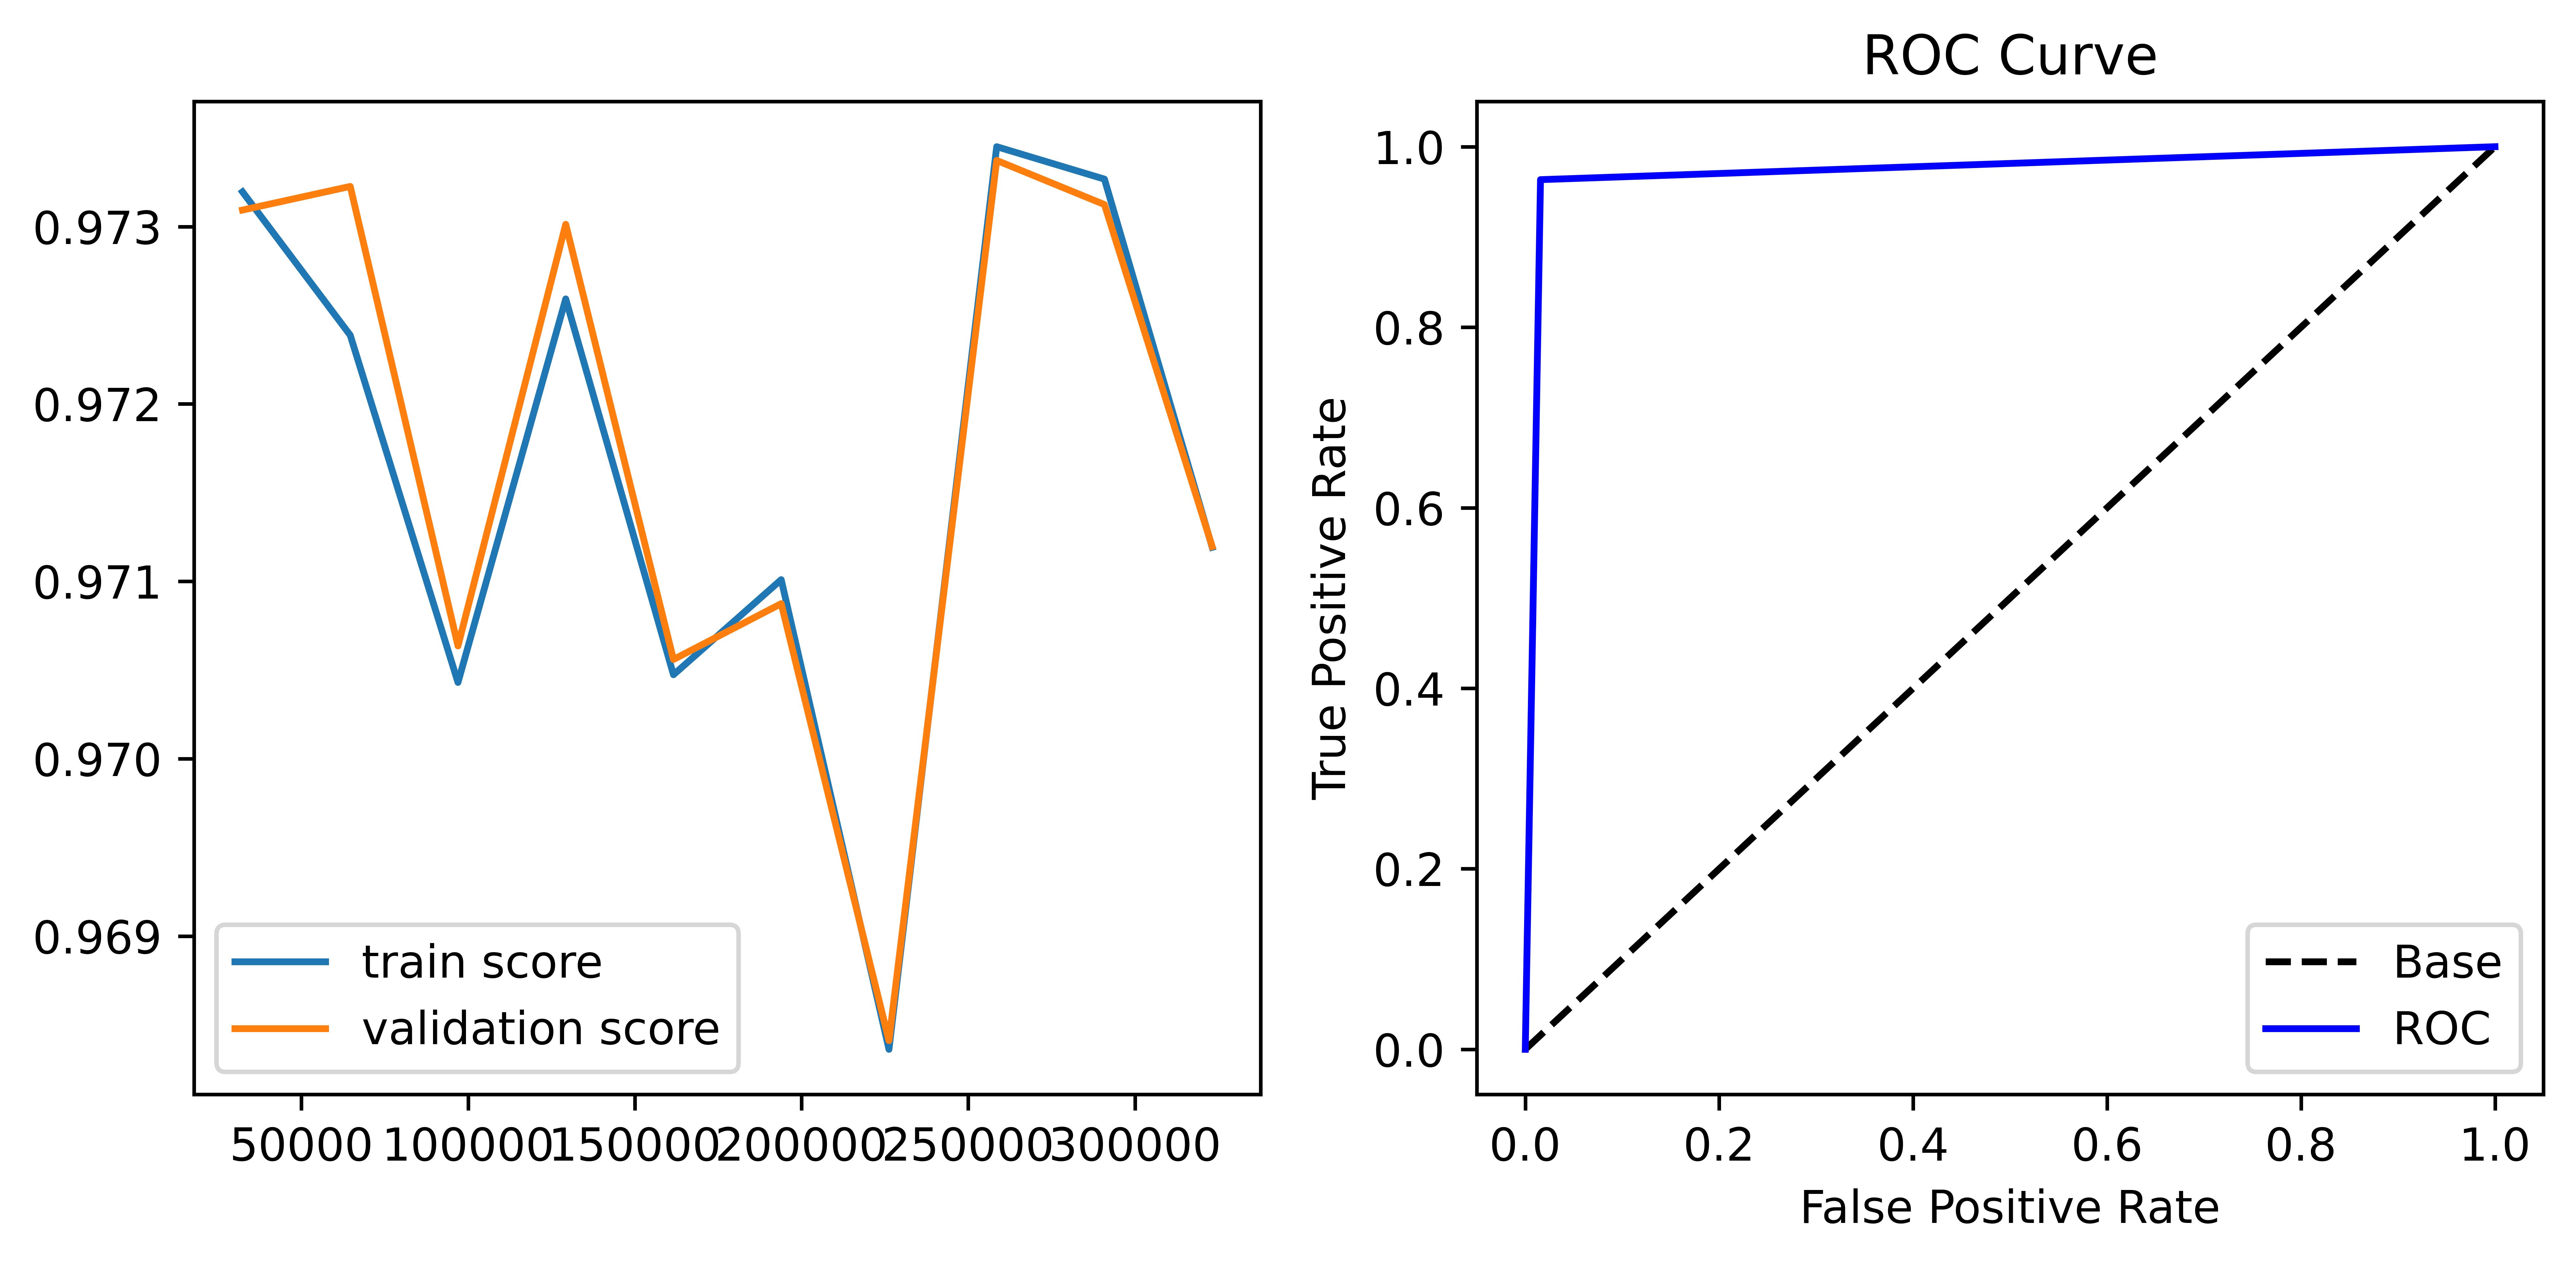 0.973
0.972
0.971
0.970
0.969
train score
validation score
50000 100000 150000 200000 250000 300000
ROC Curve
True Positive Rate
1.0
0.8
0.6
0.4
0.2
0.0
Base
ROC
0.0 0.2 0.4 0.6 0.8 1.0
False Positive Rate